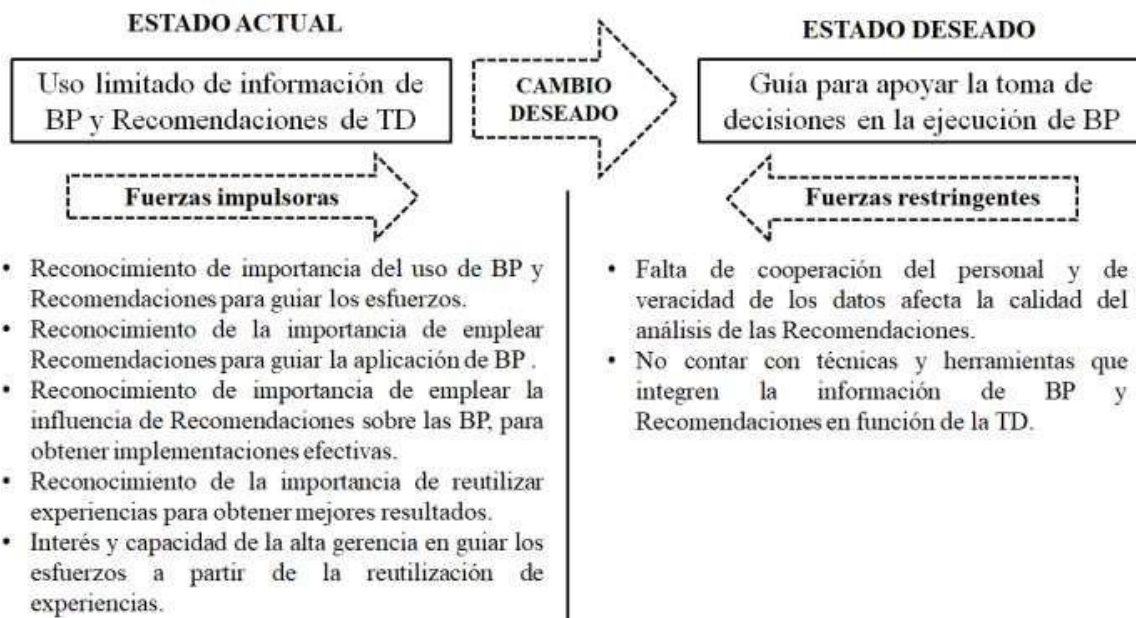 ESTADO ACTUAL
Uso limitado de información de
BP y Recomendaciones de TD
CAMBIO
DESEADO
ESTADO DESEADO
Guía para apoyar la toma de
decisiones en la ejecución de BP
Fuerzas impulsoras
• Reconocimiento de importancia del uso de BP y
Recomendaciones para guiar los esfuerzos.
• Reconocimiento de la importancia de emplear
Recomendaciones para guiar la aplicación de BP .
• Reconocimiento de importancia de emplear la
influencia de Recomendaciones sobre las BP, para
obtener implementaciones efectivas.
• Reconocimiento de la importancia de reutilizar
experiencias para obtener mejores resultados.
• Interés y capacidad de la alta gerencia en guiar los
esfuerzos a partir de la reutilización de
experiencias.
Fuerzas restringentes
• Falta de cooperación del personal y de
veracidad de los datos afecta la calidad del
análisis de las Recomendaciones.
• No contar con técnicas y herramientas que
integren la información de BP y
Recomendaciones en función de la TD.